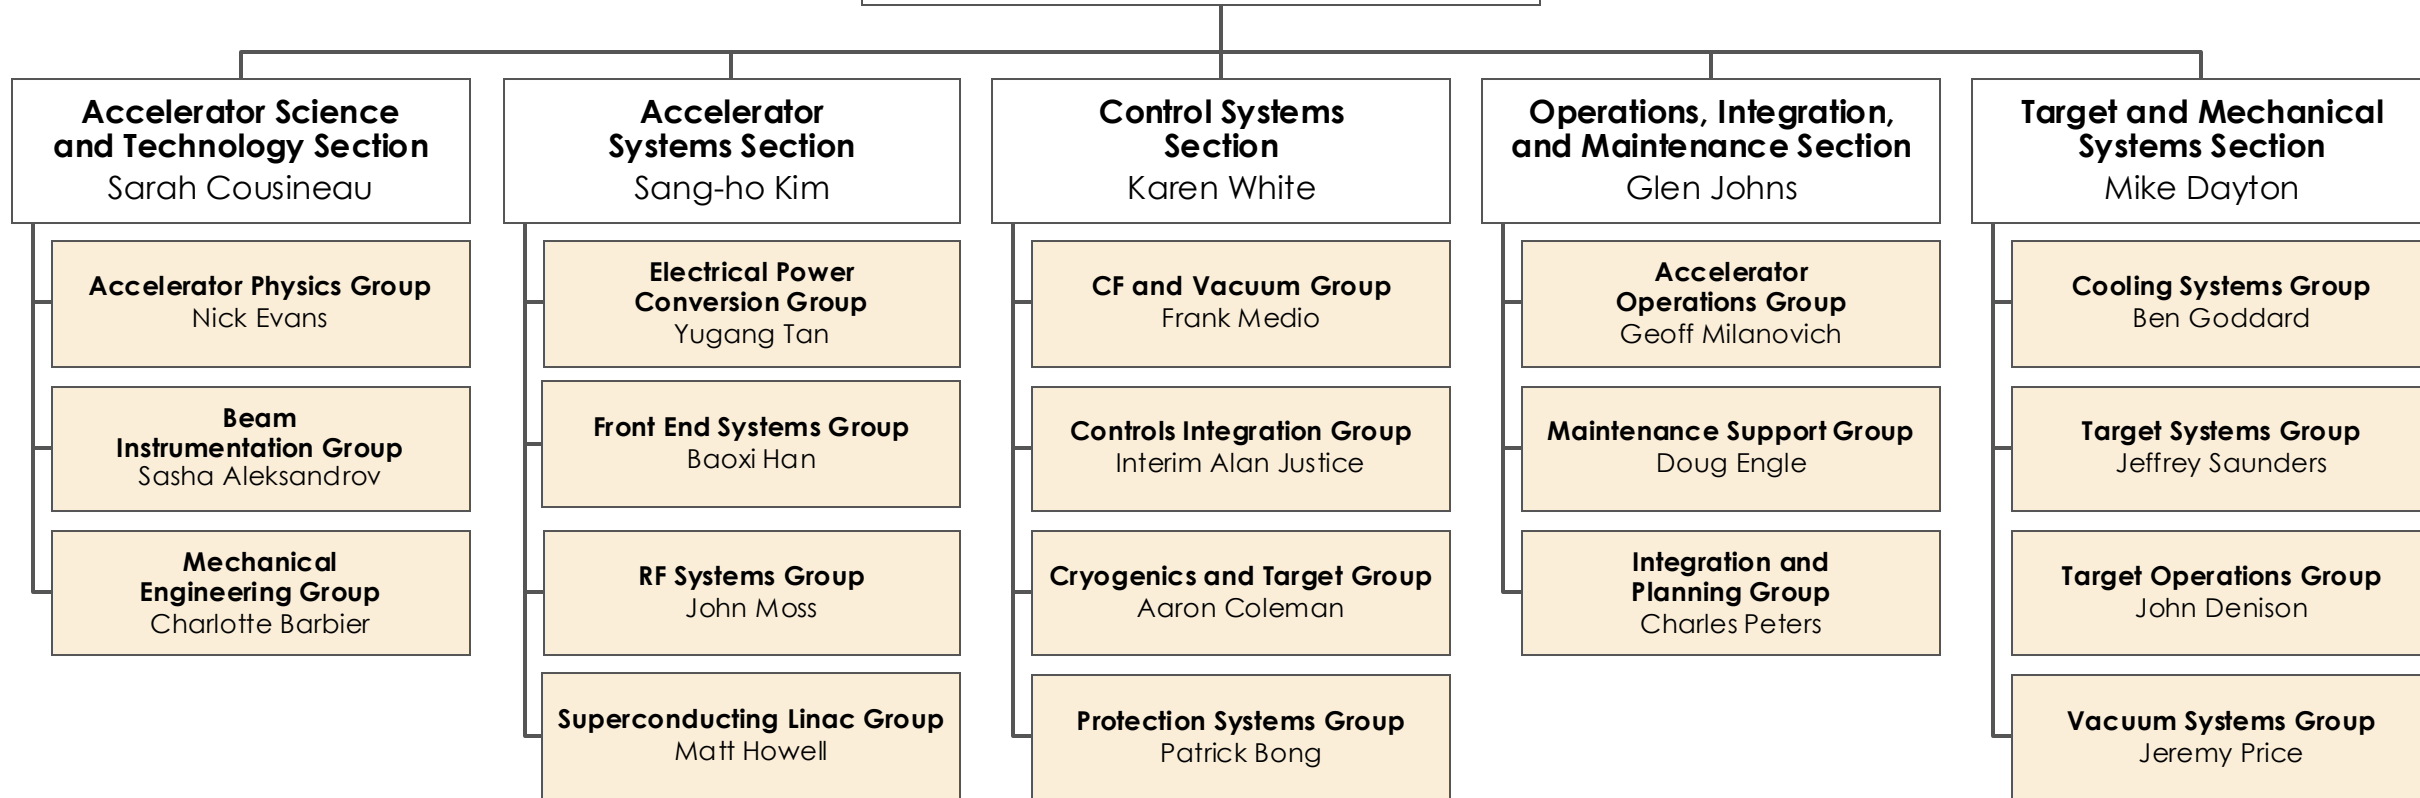 Accelerator Science
and Technology Section
Sarah Cousineau
Accelerator Physics Group
Nick Evans
Beam
Instrumentation Group
Sasha Aleksandrov
Mechanical
Engineering Group
Charlotte Barbier
Accelerator
Systems Section
Sang-ho Kim
Electrical Power
Conversion Group
Yugang Tan
Front End Systems Group
Baoxi Han
RF Systems Group
John Moss
Superconducting Linac Group
Matt Howell
Control Systems
Section
Karen White
CF and Vacuum Group
Frank Medio
Controls Integration Group
Interim Alan Justice
Cryogenics and Target Group
Aaron Coleman
Protection Systems Group
Patrick Bong
Operations, Integration,
and Maintenance Section
Glen Johns
Accelerator
Operations Group
Geoff Milanovich
Maintenance Support Group
Doug Engle
Integration and
Planning Group
Charles Peters
Target and Mechanical
Systems Section
Mike Dayton
Cooling Systems Group
Ben Goddard
Target Systems Group
Jeffrey Saunders
Target Operations Group
John Denison
Vacuum Systems Group
Jeremy Price